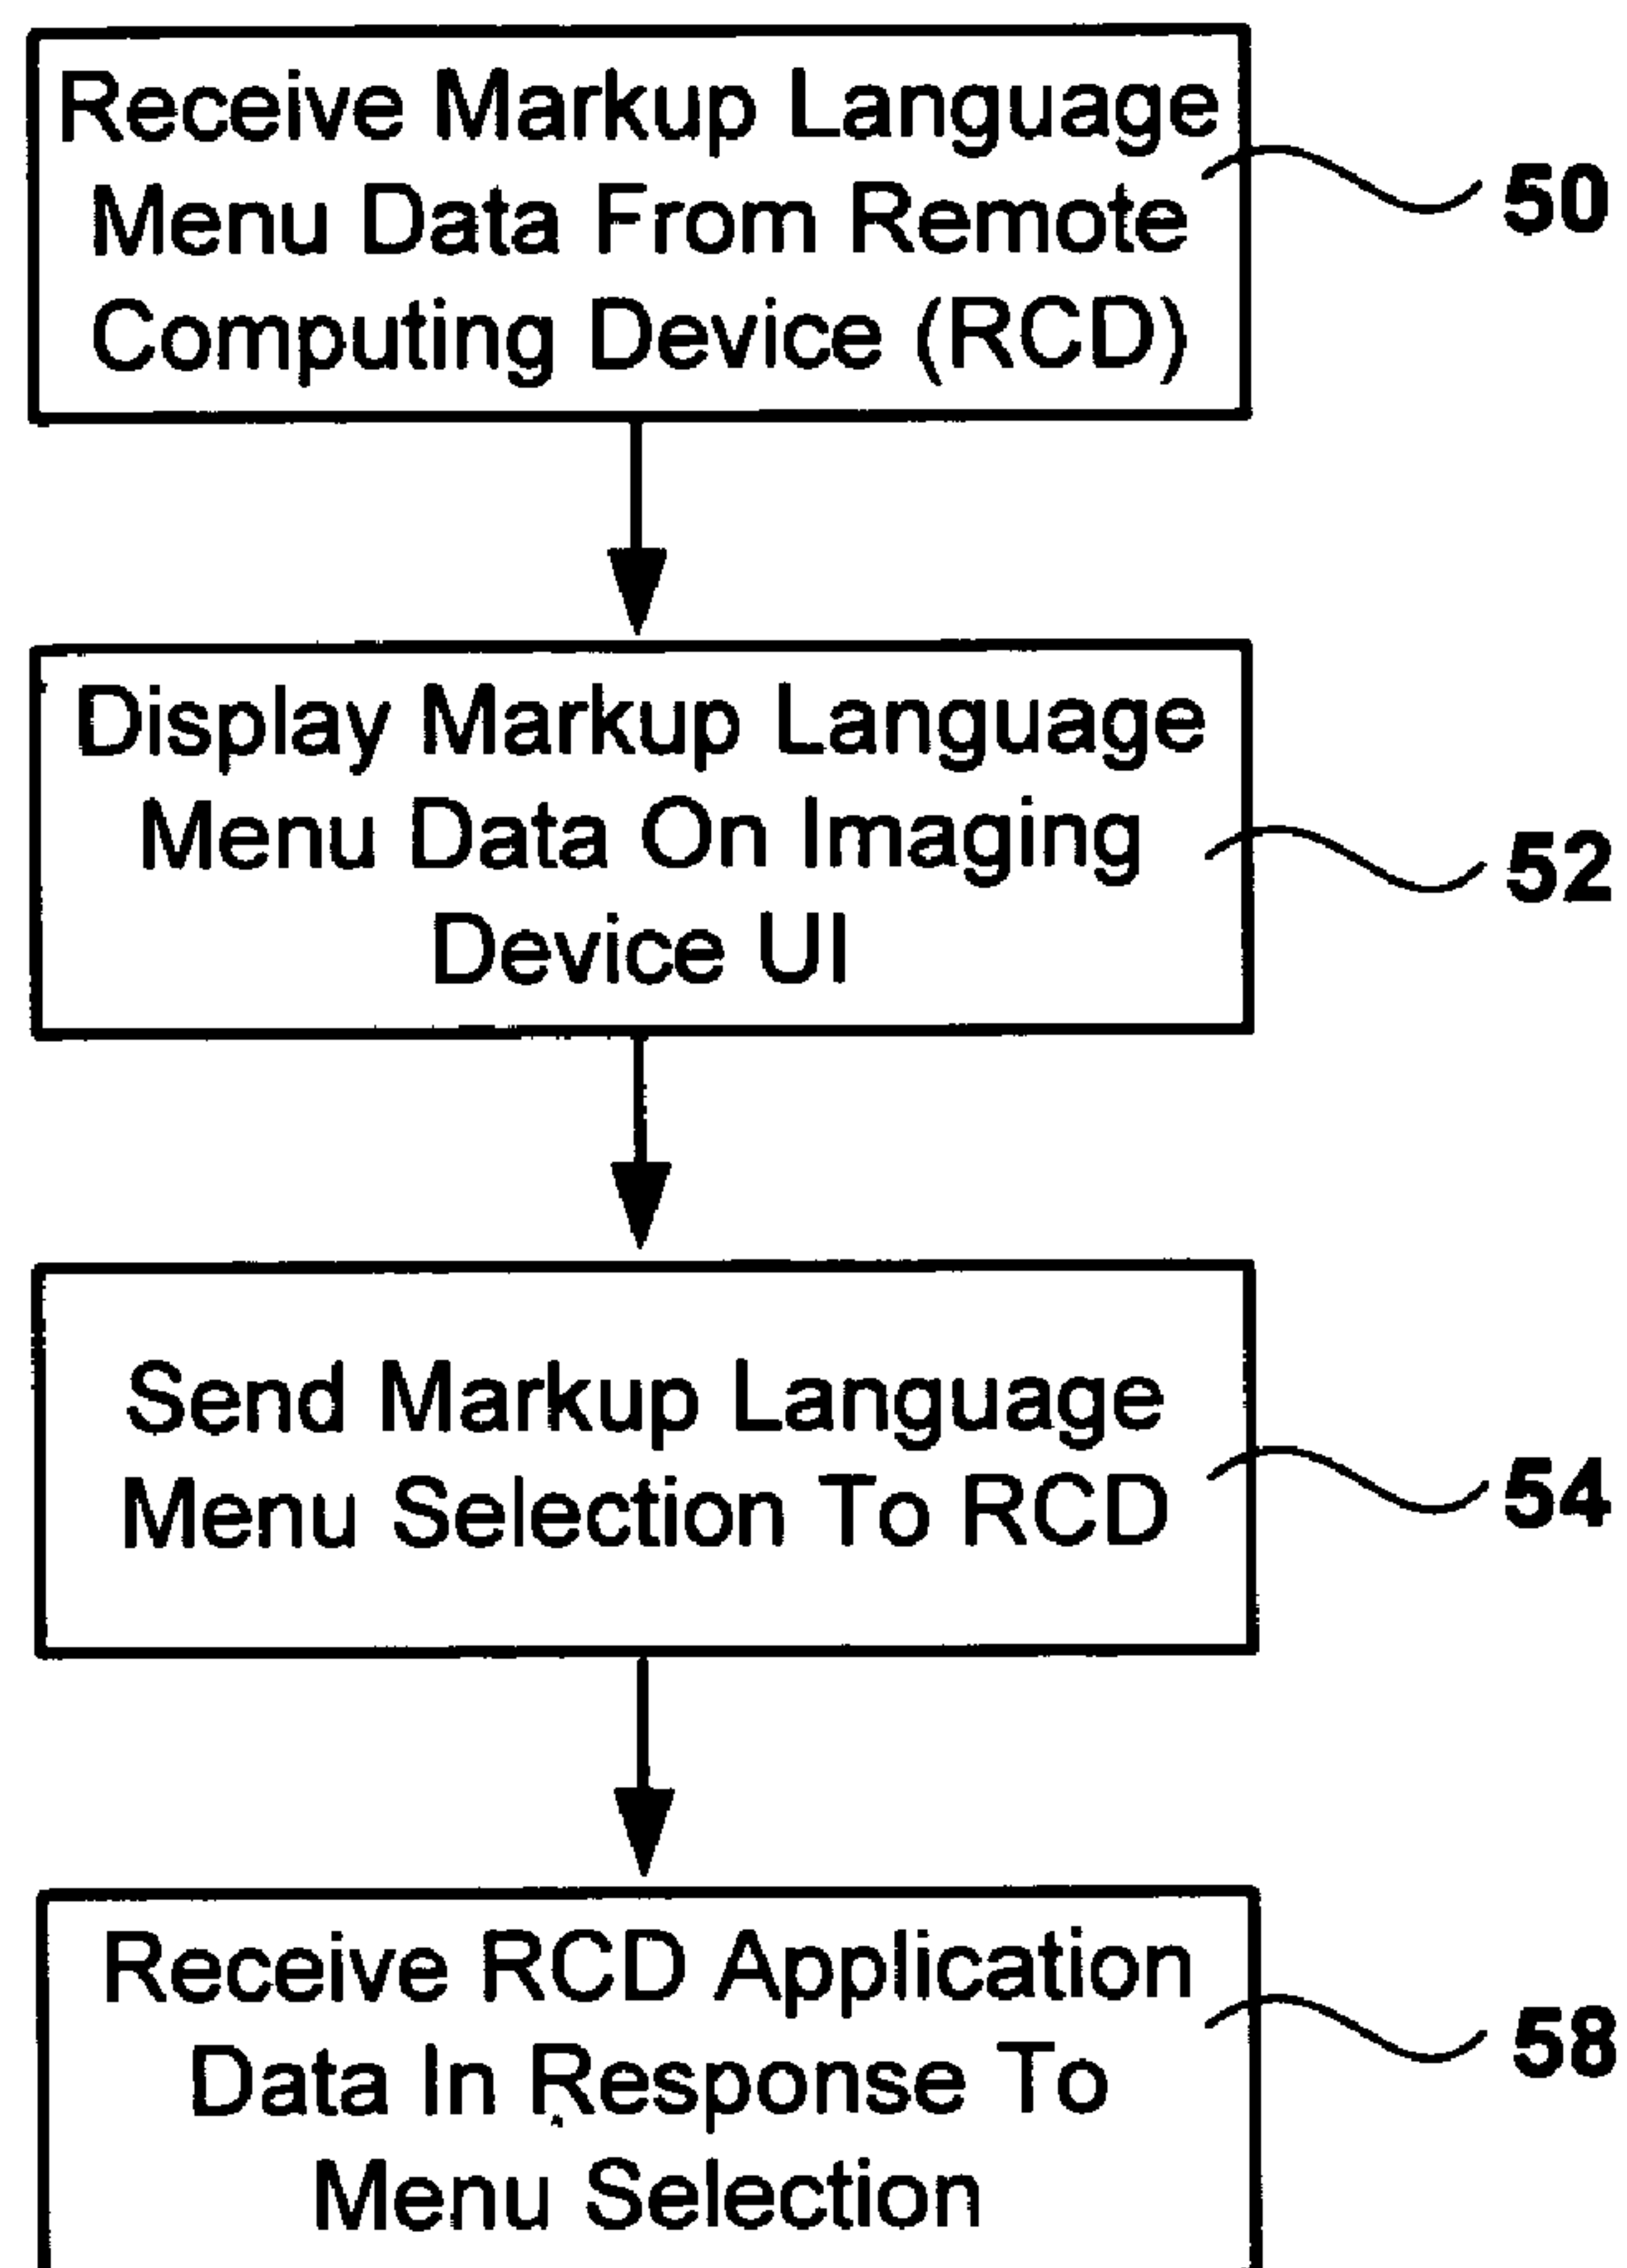 Receive Markup Language
Menu Data From Remote
Computing Device (RCD)
50
Display Markup Language
Menu Data On Imaging
Device UI
52
Send Markup Language
Menu Selection To RCD
54
Receive RCD Application
Data In Response To
Menu Selection
58